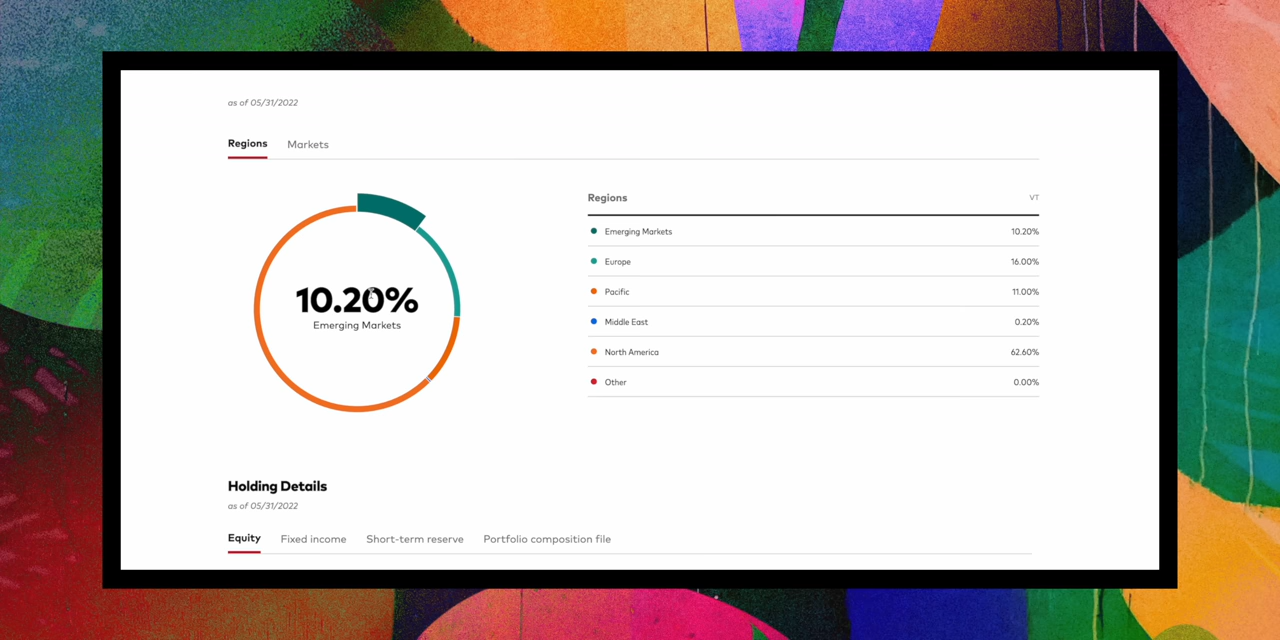 as of 05/31/2022
Regions Markets
10.20%
Emerging Markets
Regions VT
Emerging Markets 10.20%
Europe 16.00%
Pacific 11.00%
Middle East 0.20%
North America 62.60%
Other 0.00%
Holding Details
as of 05/31/2022
Equity Fixed income Short-term reserve Portfolio composition file